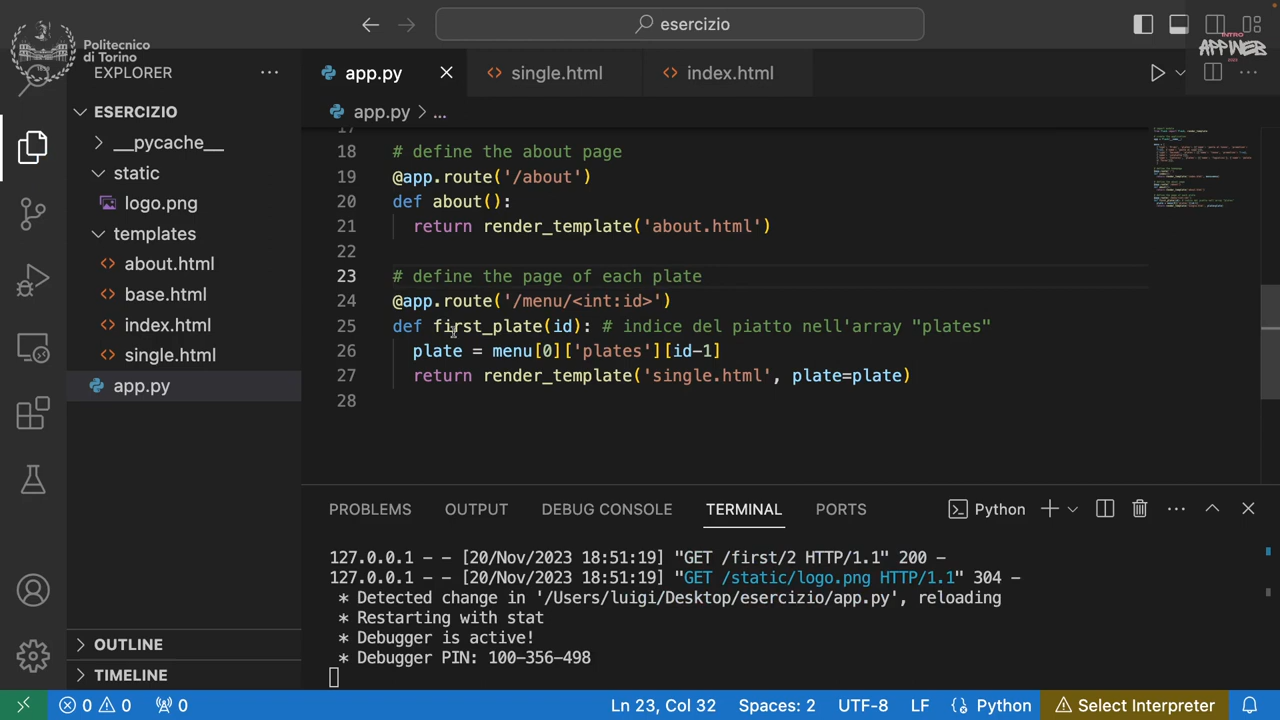 esercizio
Politecnico
di Torino
INTRO
APPWEB
EXPLORER
app.py
single.html
index.html
ESERCIZIO
app.py > ...
__pycache__
static
logo.png
templates
about.html
base.html
index.html
single.html
app.py
OUTLINE
TIMELINE
17
18 # define the about page
19 @app.route('/about')
20 def about():
21 return render_template('about.html')
22
23 # define the page of each plate
24 @app.route('/menu/<int:id>')
25 def first_plate(id): # indice del piatto nell'array "plates"
26 plate = menu[0]['plates'][id-1]
27 return render_template('single.html', plate=plate)
28
PROBLEMS OUTPUT DEBUG CONSOLE TERMINAL PORTS Python
127.0.0.1 - - [20/Nov/2023 18:51:19] "GET /first/2 HTTP/1.1" 200 -
127.0.0.1 - - [20/Nov/2023 18:51:19] "GET /static/logo.png HTTP/1.1" 304 -
* Detected change in '/Users/luigi/Desktop/esercizio/app.py', reloading
* Restarting with stat
* Debugger is active!
* Debugger PIN: 100-356-498
0 0 0 Ln 23, Col 32 Spaces: 2 UTF-8 LF Python Select Interpreter